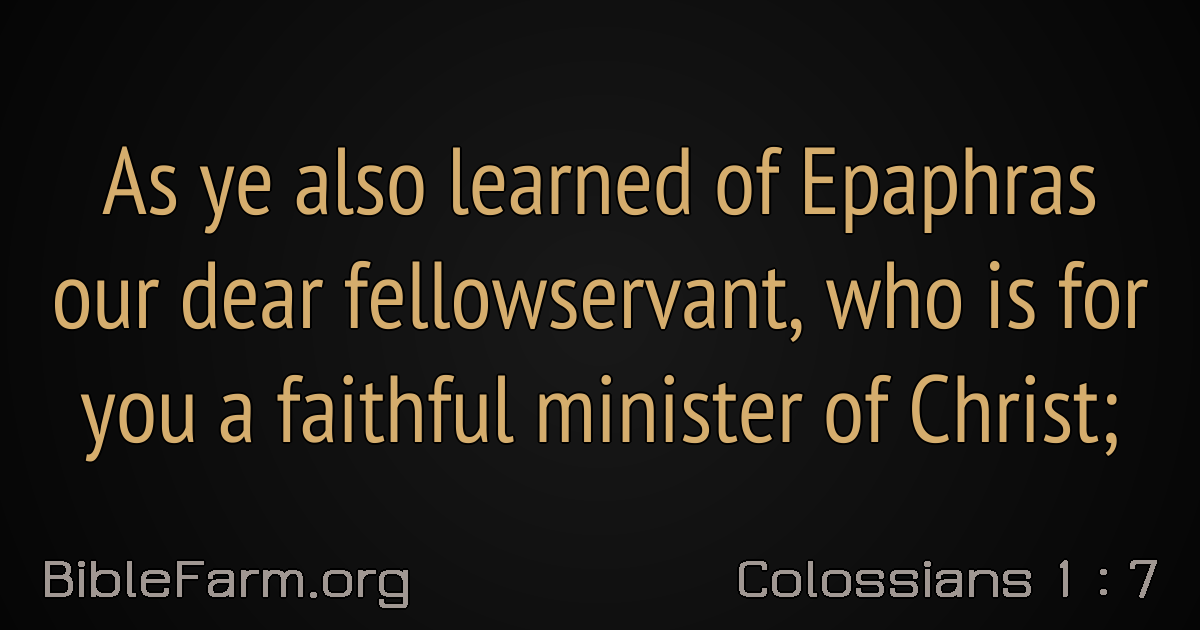 As ye also learned of Epaphras
our dear fellowservant, who is for
you a faithful minister of Christ;
BibleFarm.org
Colossians 1 : 7